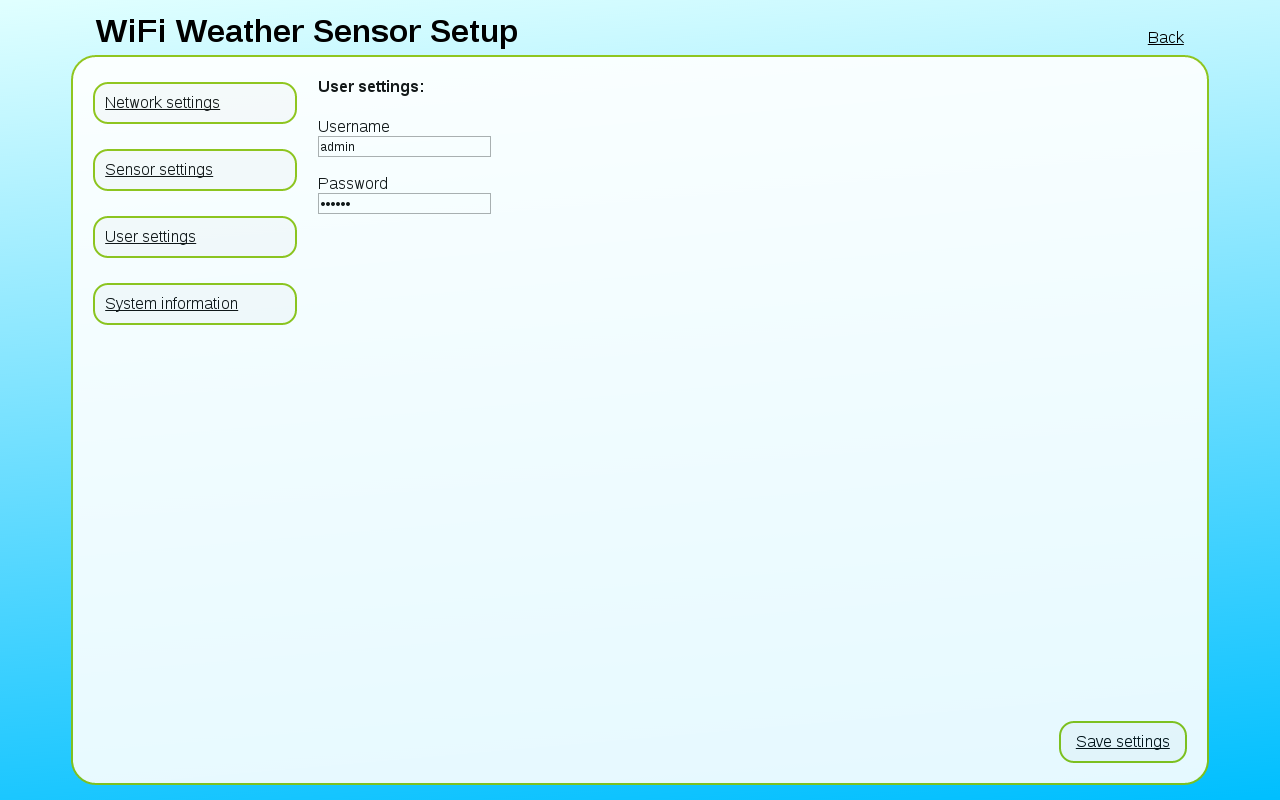 WiFi Weather Sensor Setup
Back
Network settings
Sensor settings
User settings
System information
User settings:
Username
admin
Password
••••••
Save settings